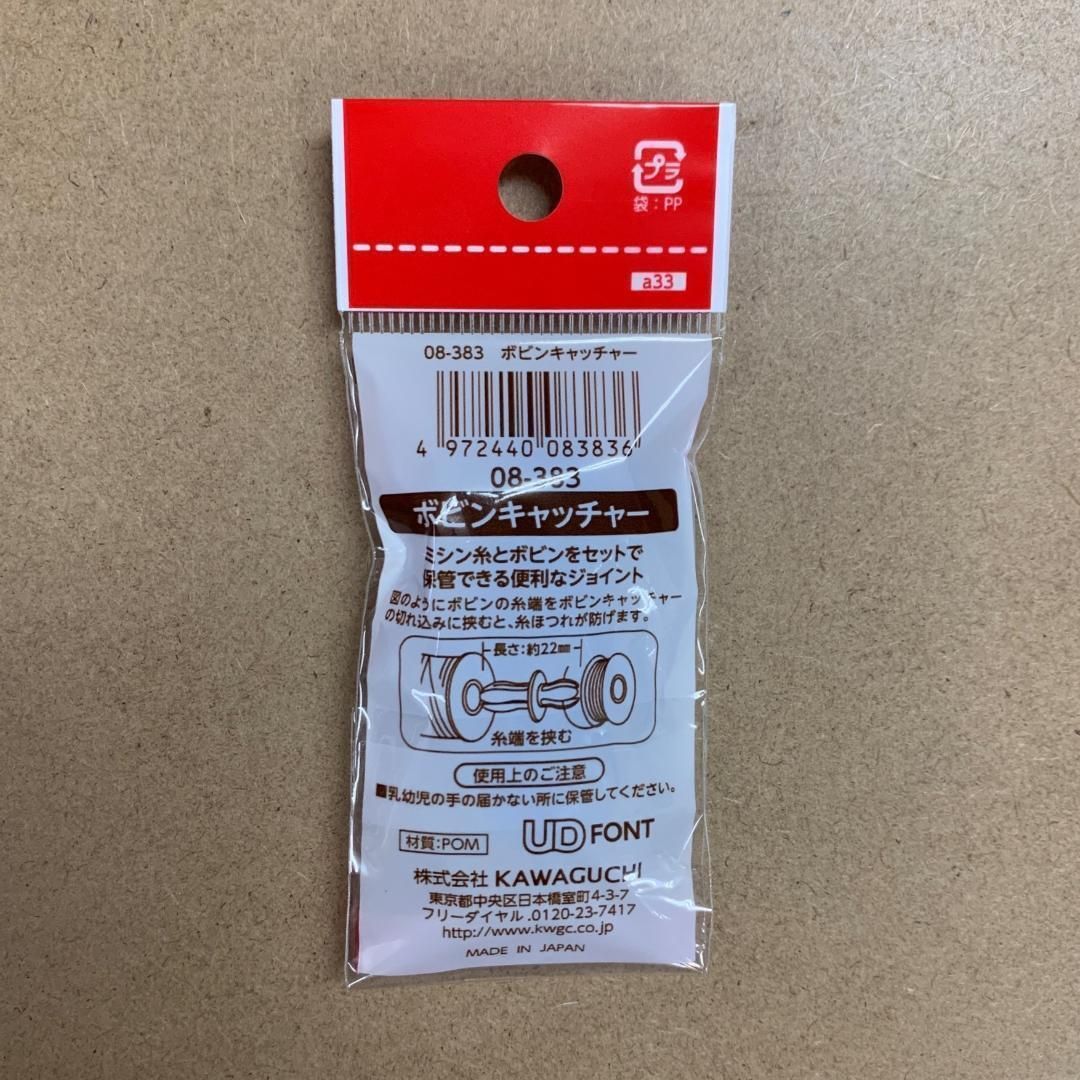 プラ
袋：PP
a33
08-383 ボビンキャッチャー
4 972440 083836
08-383
ボビンキャッチャー
ミシン糸とボビンをセットで
保管できる便利なジョイント
図のようにボビンの糸端をボビンキャッチャー
の切れ込みに挟むと、糸ほつれが防げます。
長さ：約22mm
糸端を挟む
使用上のご注意
■乳幼児の手の届かない所に保管してください。
材質：POM
UD FONT
株式会社 KAWAGUCHI
東京都中央区日本橋室町4-3-7
フリーダイヤル.0120-23-7417
http://www.kwgc.co.jp
MADE IN JAPAN